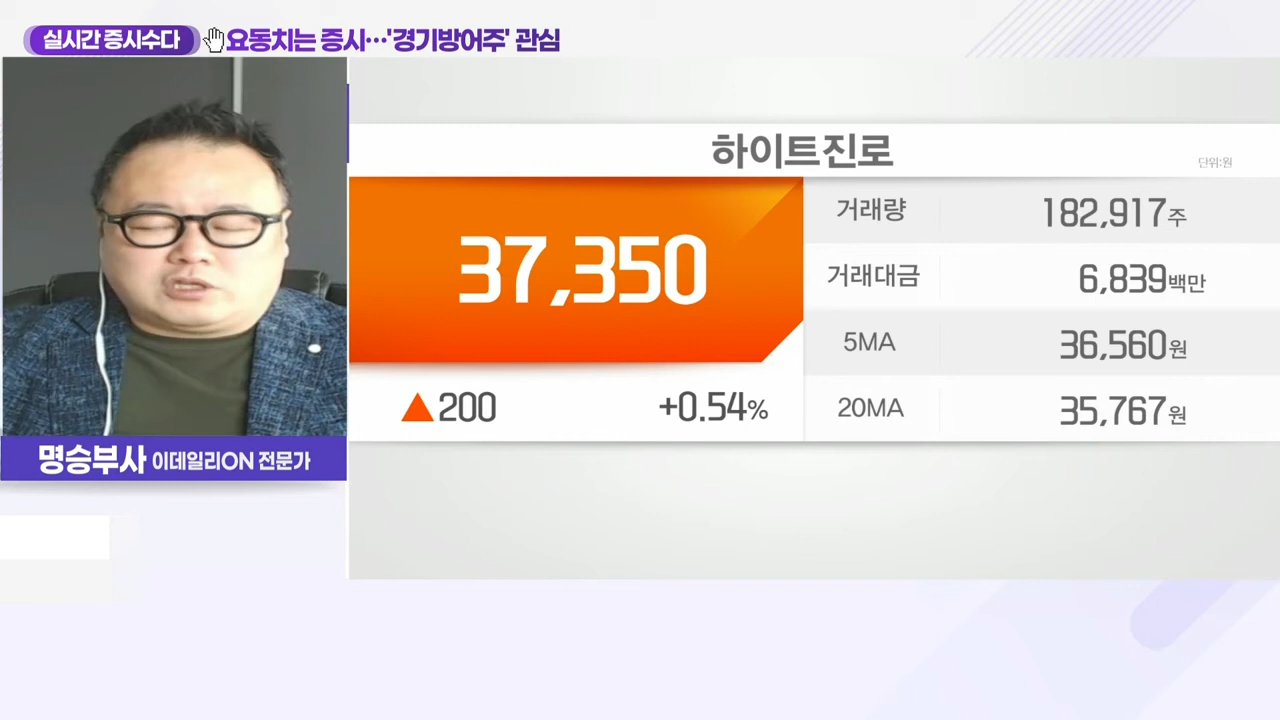 실시간 증시수다 요동치는 증시…'경기방어주' 관심
하이트진로
단위:원
37,350
▲200 +0.54%
거래량 182,917주
거래대금 6,839백만
5MA 36,560원
20MA 35,767원
명승부사 이데일리ON 전문가